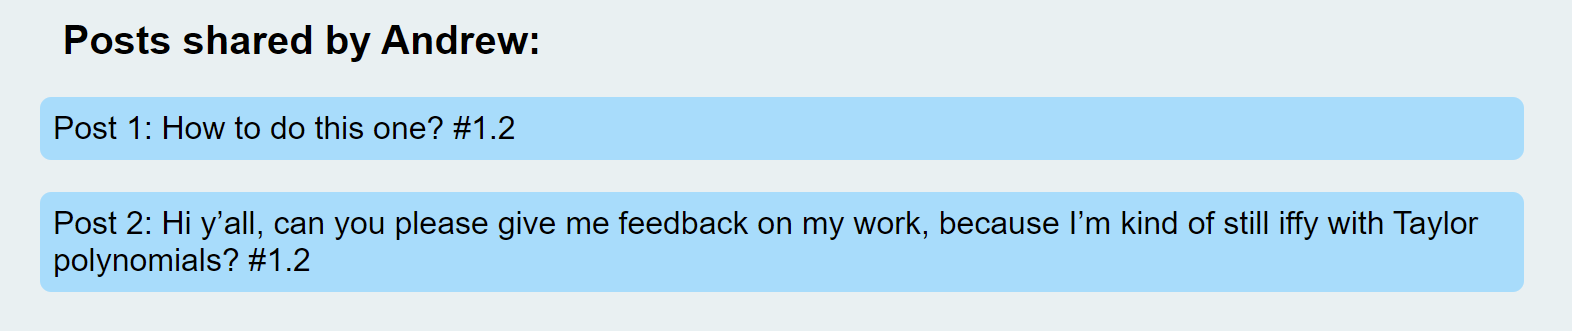 Posts shared by Andrew:
Post 1: How to do this one? #1.2
Post 2: Hi y’all, can you please give me feedback on my work, because I’m kind of still iffy with Taylor
polynomials? #1.2